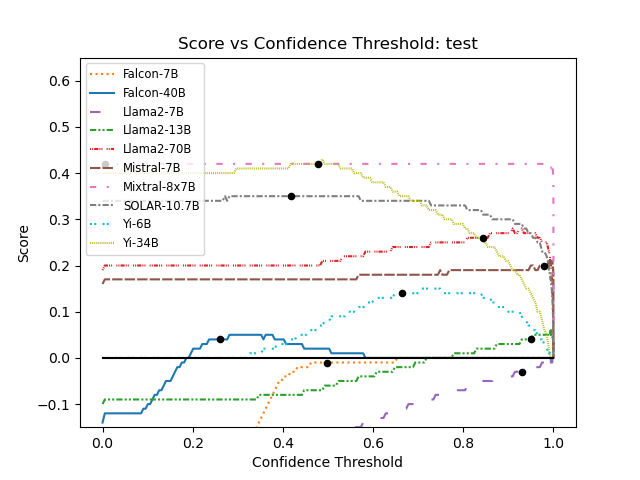 Score vs Confidence Threshold: test
Score
0.6
0.5
0.4
0.3
0.2
0.1
0.0
−0.1
Falcon-7B
Falcon-40B
Llama2-7B
Llama2-13B
Llama2-70B
Mistral-7B
Mixtral-8x7B
SOLAR-10.7B
Yi-6B
Yi-34B
0.0 0.2 0.4 0.6 0.8 1.0
Confidence Threshold